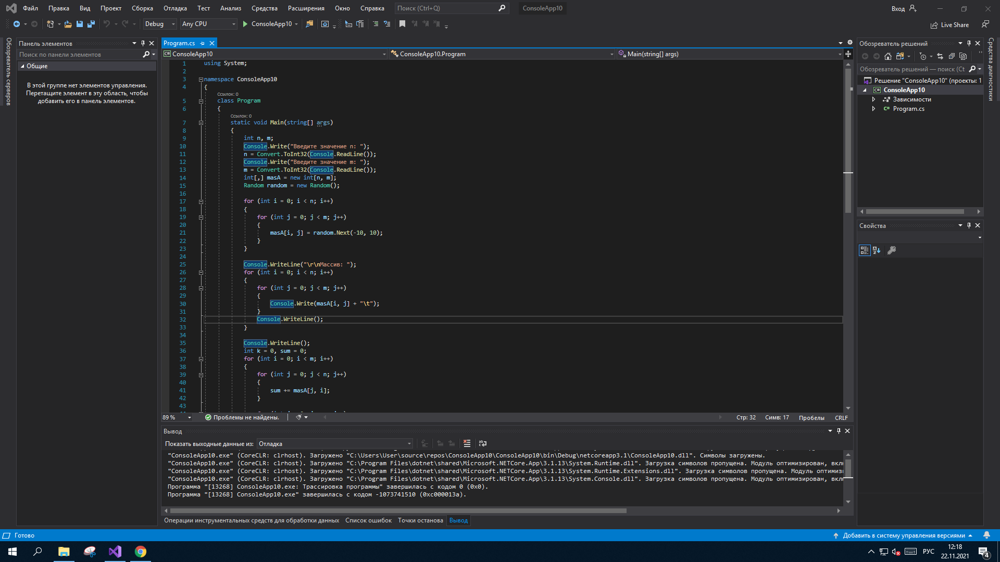 Файл Правка Вид Проект Сборка Отладка Тест Анализ Средства Расширения Окно Справка Поиск (Ctrl+Q) ConsoleApp10 Вход
Debug Any CPU ConsoleApp10 Live Share
Обозреватель серверов
Панель элементов
Поиск по панели элементов
Общие
В этой группе нет элементов управления.
Перетащите элемент в эту область, чтобы
добавить его в панель элементов.
Program.cs
ConsoleApp10 ConsoleApp10.Program Main(string[] args)
1 using System;
2
3 namespace ConsoleApp10
4 {
Ссылок: 0
5 class Program
6 {
Ссылок: 0
7 static void Main(string[] args)
8 {
9 int n, m;
10 Console.Write("Введите значение n: ");
11 n = Convert.ToInt32(Console.ReadLine());
12 Console.Write("Введите значение m: ");
13 m = Convert.ToInt32(Console.ReadLine());
14 int[,] masA = new int[n, m];
15 Random random = new Random();
16
17 for (int i = 0; i < n; i++)
18 {
19 for (int j = 0; j < m; j++)
20 {
21 masA[i, j] = random.Next(-10, 10);
22 }
23 }
24
25 Console.WriteLine("\r\nМассив: ");
26 for (int i = 0; i < n; i++)
27 {
28 for (int j = 0; j < m; j++)
29 {
30 Console.Write(masA[i, j] + "\t");
31 }
32 Console.WriteLine();
33 }
34
35 Console.WriteLine();
36 int k = 0, sum = 0;
37 for (int i = 0; i < m; i++)
38 {
39 for (int j = 0; j < n; j++)
40 {
41 sum += masA[j, i];
42 }
43
89 % Проблемы не найдены. Стр: 32 Симв: 17 Пробелы CRLF
Вывод
Показать выходные данные из: Отладка
"ConsoleApp10.exe" (CoreCLR: clrhost). Загружено "C:\Users\User\source\repos\ConsoleApp10\ConsoleApp10\bin\Debug\netcoreapp3.1\ConsoleApp10.dll". Символы загружены.
"ConsoleApp10.exe" (CoreCLR: clrhost). Загружено "C:\Program Files\dotnet\shared\Microsoft.NETCore.App\3.1.13\System.Runtime.dll". Загрузка символов пропущена. Модуль оптимизирован, вкл
"ConsoleApp10.exe" (CoreCLR: clrhost). Загружено "C:\Program Files\dotnet\shared\Microsoft.NETCore.App\3.1.13\System.Runtime.Extensions.dll". Загрузка символов пропущена. Модуль оптимиз
"ConsoleApp10.exe" (CoreCLR: clrhost). Загружено "C:\Program Files\dotnet\shared\Microsoft.NETCore.App\3.1.13\System.Console.dll". Загрузка символов пропущена. Модуль оптимизирован, вкл
Программа "[13268] ConsoleApp10.exe: Трассировка программы" завершилась с кодом 0 (0x0).
Программа "[13268] ConsoleApp10.exe" завершилась с кодом -1073741510 (0xc000013a).
Операции инструментальных средств для обработки данных Список ошибок Точки останова Вывод
Обозреватель решений
Обозреватель решений — поиск (Ct
Решение "ConsoleApp10" (проекты: 1
ConsoleApp10
Зависимости
Program.cs
Свойства
Средства диагностики
Готово Добавить в систему управления версиями
РУС 12:18
22.11.2021
4